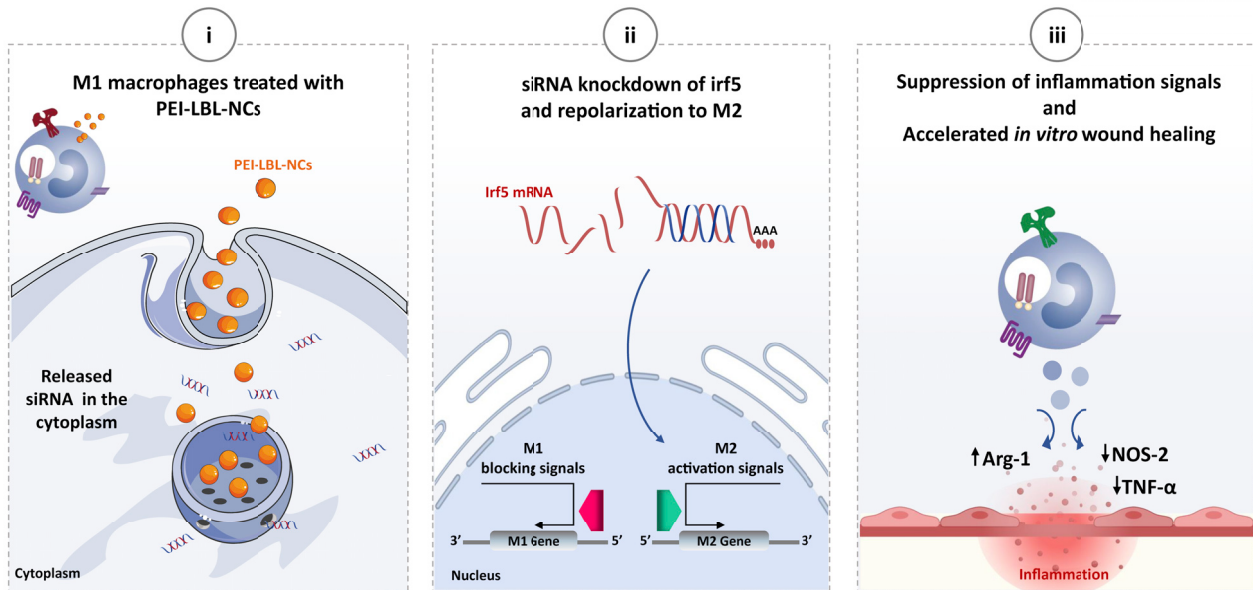 i
M1 macrophages treated with
PEI-LBL-NCs
PEI-LBL-NCs
Released
siRNA in the
cytoplasm
Cytoplasm
ii
siRNA knockdown of irf5
and repolarization to M2
Irf5 mRNA
AAA
M1
blocking signals
M2
activation signals
3’ M1 Gene 5’
5’ M2 Gene 3’
Nucleus
iii
Suppression of inflammation signals
and
Accelerated in vitro wound healing
↑Arg-1
↓NOS-2
↓TNF-α
Inflammation